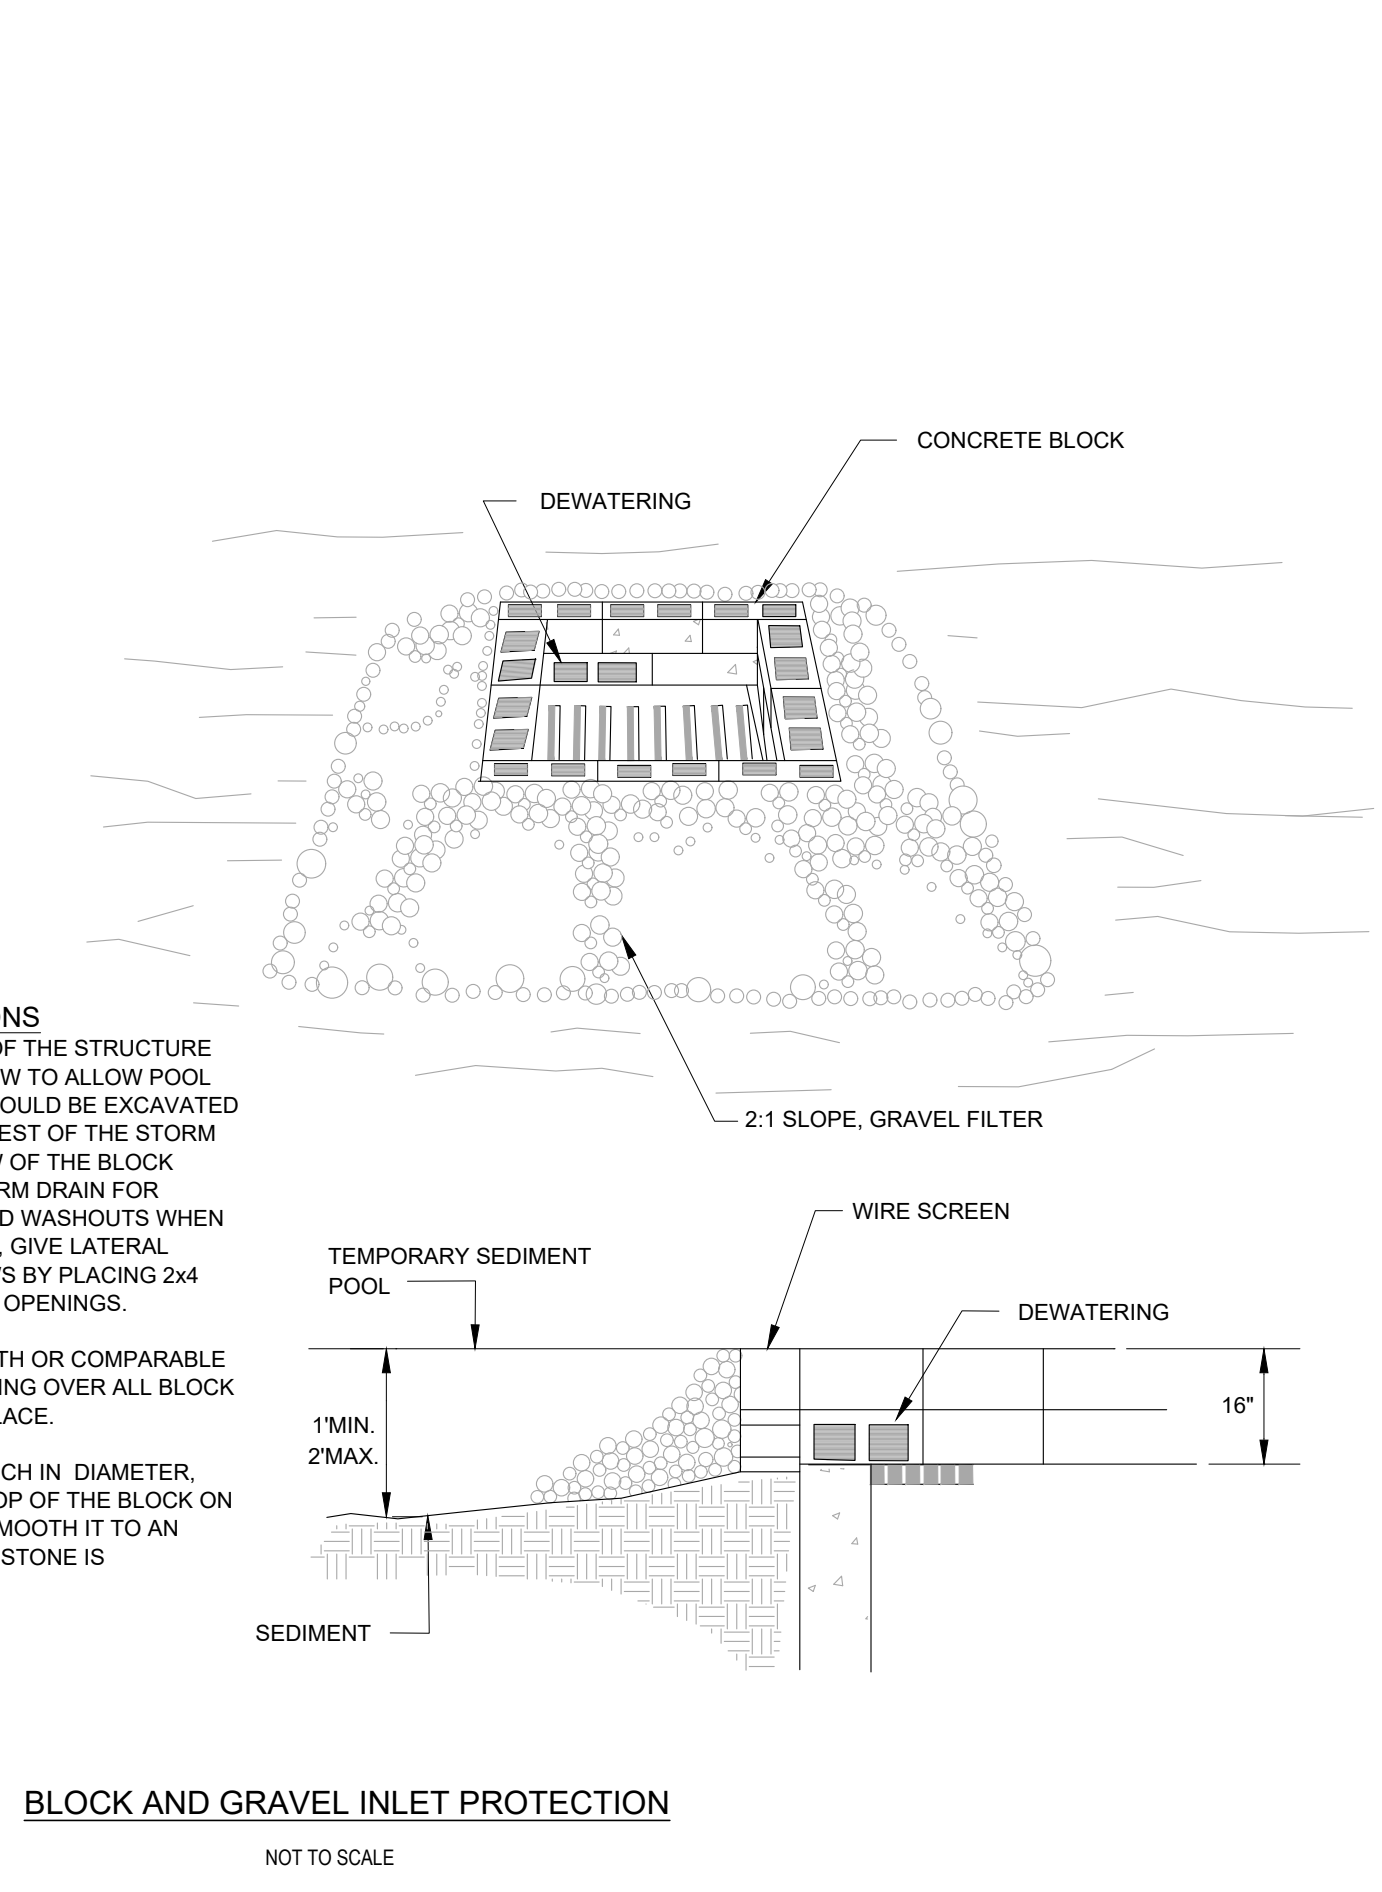 CONCRETE BLOCK
DEWATERING
ONS
OF THE STRUCTURE
W TO ALLOW POOL
OULD BE EXCAVATED
EST OF THE STORM
OF THE BLOCK
RM DRAIN FOR
D WASHOUTS WHEN
, GIVE LATERAL
S BY PLACING 2x4
OPENINGS.
TH OR COMPARABLE
ING OVER ALL BLOCK
LACE.
CH IN DIAMETER,
OP OF THE BLOCK ON
MOOTH IT TO AN
STONE IS
2:1 SLOPE, GRAVEL FILTER
WIRE SCREEN
TEMPORARY SEDIMENT
POOL
DEWATERING
1'MIN.
2'MAX.
16"
SEDIMENT
BLOCK AND GRAVEL INLET PROTECTION
NOT TO SCALE